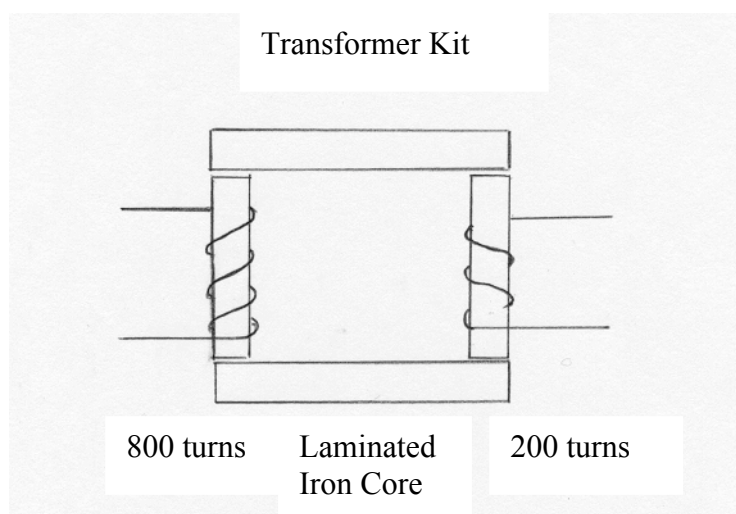 Transformer Kit
800 turns
Laminated
Iron Core
200 turns